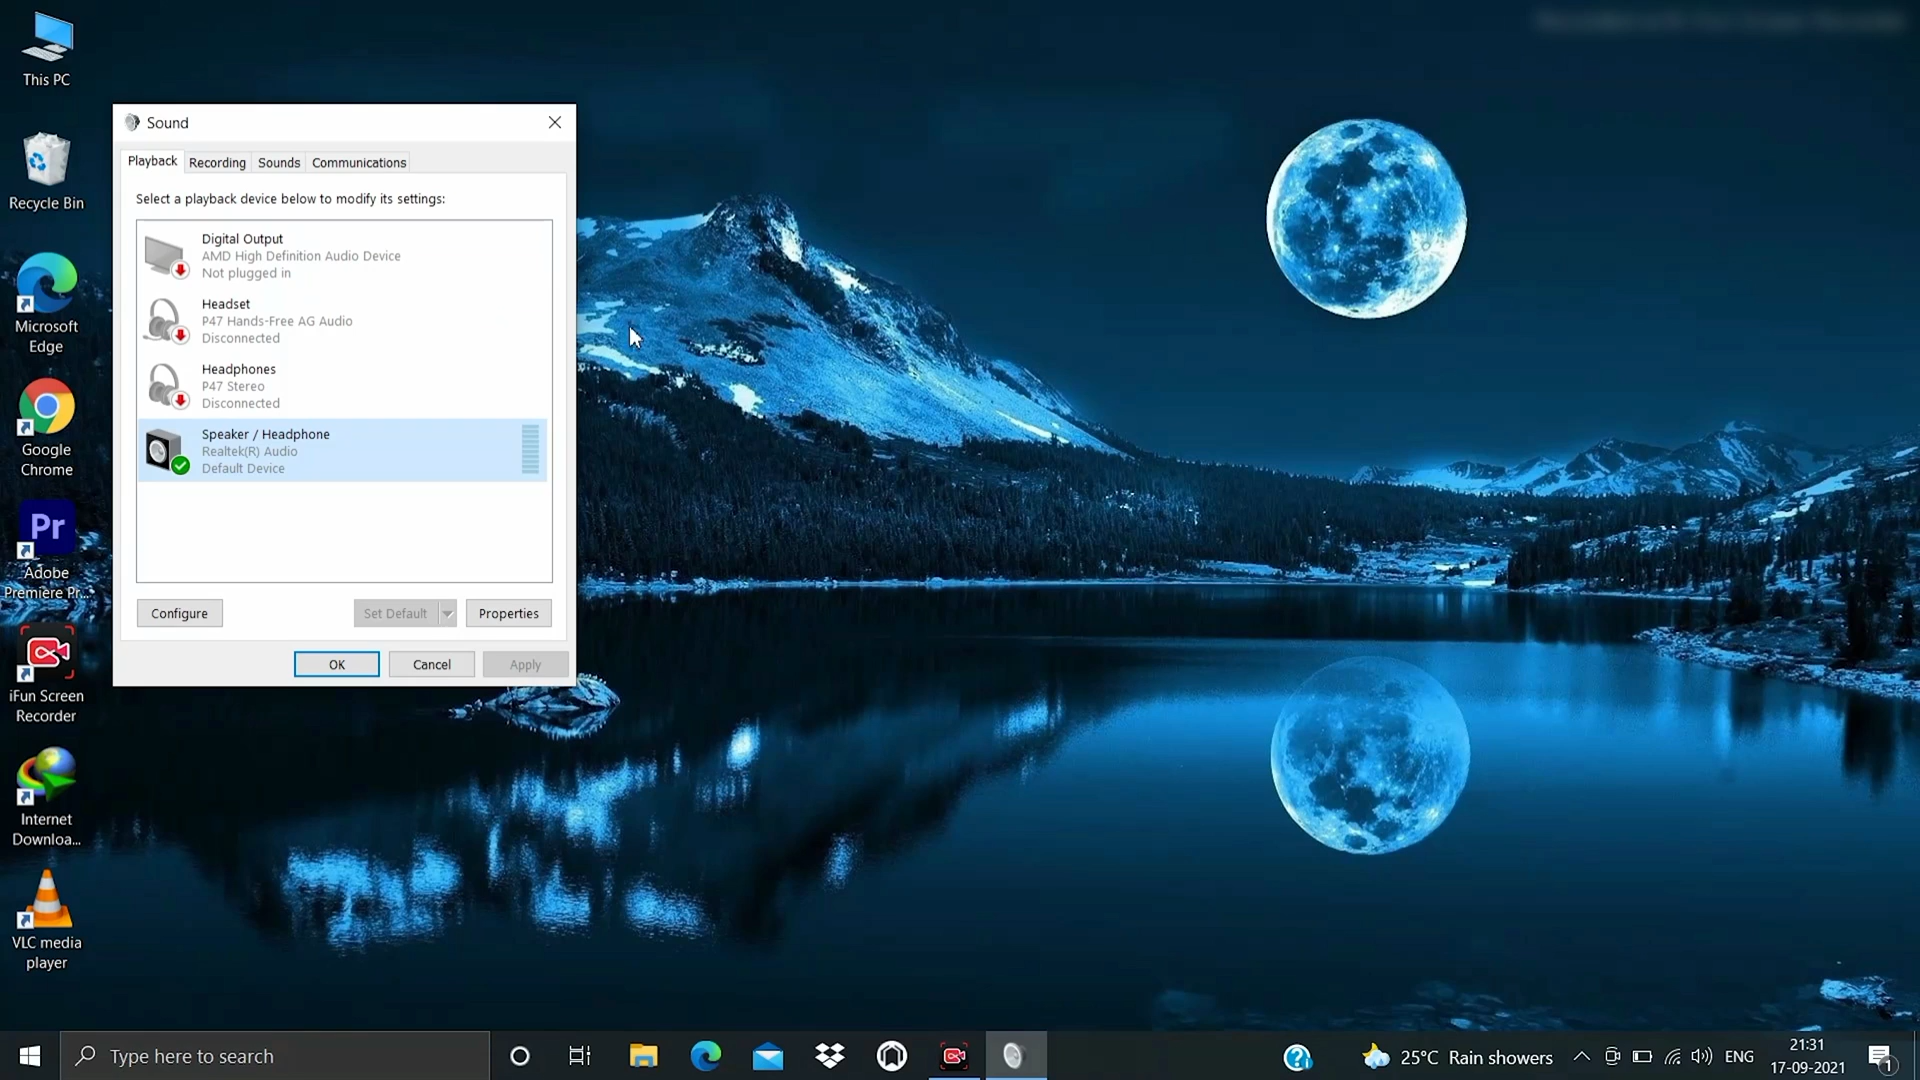 This PC
Recycle Bin
Microsoft
Edge
Google
Chrome
Pr
Adobe
Premiere Pr...
iFun Screen
Recorder
Internet
Downloa...
VLC media
player
Sound
Playback
Recording
Sounds
Communications
Select a playback device below to modify its settings:
Digital Output
AMD High Definition Audio Device
Not plugged in
Headset
P47 Hands-Free AG Audio
Disconnected
Headphones
P47 Stereo
Disconnected
Speaker / Headphone
Realtek(R) Audio
Default Device
Configure
Set Default
Properties
OK
Cancel
Apply
Type here to search
25°C Rain showers
ENG
21:31
17-09-2021
1